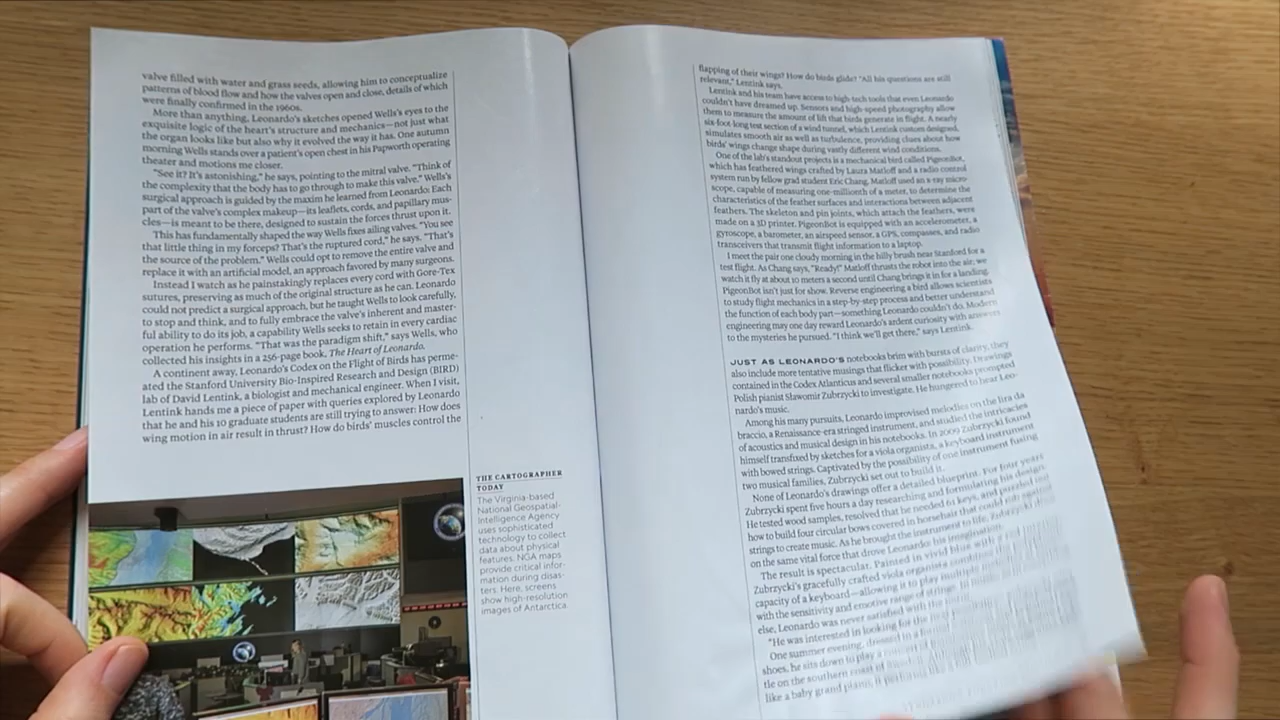 valve filled with water and grass seeds, allowing him to conceptualize
patterns of blood flow and how the valves open and close, details of which
were finally confirmed in the 1960s.
More than anything, Leonardo's sketches opened Wells's eyes to the
exquisite logic of the heart's structure and mechanics—not just what
the organ looks like but also why it evolved the way it has. One autumn
morning Wells stands over a patient's open chest in his Papworth operating
theater and motions me closer.
"See it? It's astonishing," he says, pointing to the mitral valve. "Think of
the complexity that the body has to go through to make this valve." Wells's
surgical approach is guided by the maxim he learned from Leonardo: Each
part of the valve's complex makeup—its leaflets, cords, and papillary mus-
cles—is meant to be there, designed to sustain the forces thrust upon it.
This has fundamentally shaped the way Wells fixes ailing valves. "You see
that little thing in my forceps? That's the ruptured cord," he says. "That's
the source of the problem." Wells could opt to remove the entire valve and
replace it with an artificial model, an approach favored by many surgeons.
Instead I watch as he painstakingly replaces every cord with Gore-Tex
sutures, preserving as much of the original structure as he can. Leonardo
could not predict a surgical approach, but he taught Wells to look carefully,
to stop and think, and to fully embrace the valve's inherent and master-
ful ability to do its job, a capability Wells seeks to retain in every cardiac
operation he performs. "That was the paradigm shift," says Wells, who
collected his insights in a 256-page book, The Heart of Leonardo.
A continent away, Leonardo's Codex on the Flight of Birds has perme-
ated the Stanford University Bio-Inspired Research and Design (BIRD)
lab of David Lentink, a biologist and mechanical engineer. When I visit,
Lentink hands me a piece of paper with queries explored by Leonardo
that he and his 10 graduate students are still trying to answer: How does
wing motion in air result in thrust? How do birds' muscles control the
THE CARTOGRAPHER
TODAY
The Virginia-based
National Geospatial-
Intelligence Agency
uses sophisticated
technology to collect
data about physical
features. NGA maps
provide critical infor-
mation during disas-
ters. Here, screens
show high-resolution
images of Antarctica.
flapping of their wings? How do birds glide? "All his questions are still
relevant," Lentink says.
Lentink and his team have access to high-tech tools that even Leonardo
couldn't have dreamed up. Sensors and high-speed photography allow
them to measure the amount of lift that birds generate in flight. A nearly
six-foot-long test section of a wind tunnel, which Lentink custom designed,
simulates smooth air as well as turbulence, providing clues about how
birds' wings change shape during vastly different wind conditions.
One of the lab's standout projects is a mechanical bird called PigeonBot,
which has feathered wings crafted by Laura Matloff and a radio control
system run by fellow grad student Eric Chang. Matloff used an x-ray micro-
scope, capable of measuring one-millionth of a meter, to determine the
characteristics of the feather surfaces and interactions between adjacent
feathers. The skeleton and pin joints, which attach the feathers, were
made on a 3D printer. PigeonBot is equipped with an accelerometer, a
gyroscope, a barometer, an airspeed sensor, a GPS, compasses, and radio
transceivers that transmit flight information to a laptop.
I meet the pair one cloudy morning in the hilly brush near Stanford for a
test flight. As Chang says, "Ready!" Matloff thrusts the robot into the air; we
watch it fly at about 10 meters a second until Chang brings it in for a landing.
PigeonBot isn't just for show. Reverse engineering a bird allows scientists
to study flight mechanics in a step-by-step process and better understand
the function of each body part—something Leonardo couldn't do. Modern
engineering may one day reward Leonardo's ardent curiosity with answers
to the mysteries he pursued. "I think we'll get there," says Lentink.
JUST AS LEONARDO'S notebooks brim with bursts of clarity, they
also include more tentative musings that flicker with possibility. Drawings
contained in the Codex Atlanticus and several smaller notebooks prompted
Polish pianist Sławomir Zubrzycki to investigate. He hungered to hear Leo-
nardo's music.
Among his many pursuits, Leonardo improvised melodies on the lira da
braccio, a Renaissance-era stringed instrument, and studied the intricacies
of acoustics and musical design in his notebooks. In 2009 Zubrzycki found
himself transfixed by sketches for a viola organista, a keyboard instrument
with bowed strings. Captivated by the possibility of one instrument fusing
two musical families, Zubrzycki set out to build it.
None of Leonardo's drawings offer a detailed blueprint. For four years
Zubrzycki spent five hours a day researching and formulating his design.
He tested wood samples, resolved that he needed 61 keys, and puzzled out
how to build four circular bows covered in horsehair that could rub against
strings to create music. As he brought the instrument to life, Zubrzycki
on the same vital force that drove Leonardo: his imagination.
The result is spectacular. Painted in vivid blue with a red
Zubrzycki's gracefully crafted viola organista
capacity of a keyboard—allowing it to play multiple
with the sensitivity and emotive range of string
else, Leonardo was never satisfied with the
"He was interested in looking for the
One summer evening, dressed in a
shoes, he sits down to play a
tle on the southern coast of
like a baby grand piano, it